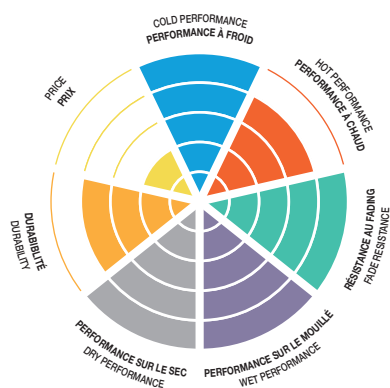 COLD PERFORMANCE
PERFORMANCE À FROID
HOT PERFORMANCE
PERFORMANCE À CHAUD
RÉSISTANCE AU FADING
FADE RESISTANCE
PERFORMANCE SUR LE MOUILLÉ
WET PERFORMANCE
PERFORMANCE SUR LE SEC
DRY PERFORMANCE
DURABIBLITÉ
DURABILITY
PRICE
PRIX